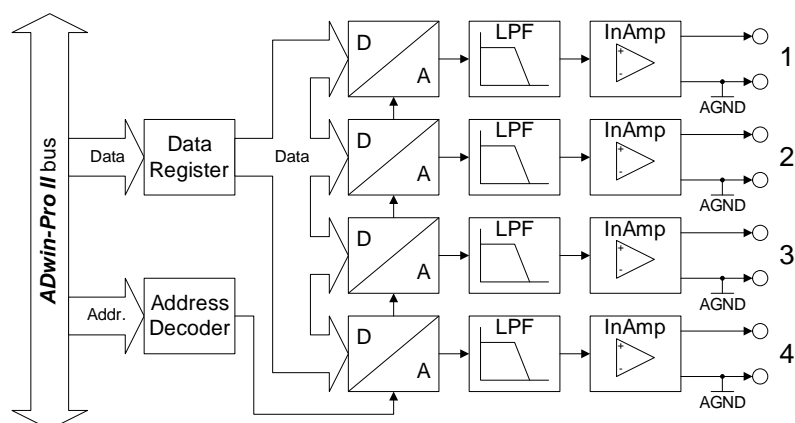 ADwin-Pro II bus
Data
Data
Register
Data
Addr.
Address
Decoder
D
A
LPF
InAmp
+
-
AGND
1
D
A
LPF
InAmp
+
-
AGND
2
D
A
LPF
InAmp
+
-
AGND
3
D
A
LPF
InAmp
+
-
AGND
4